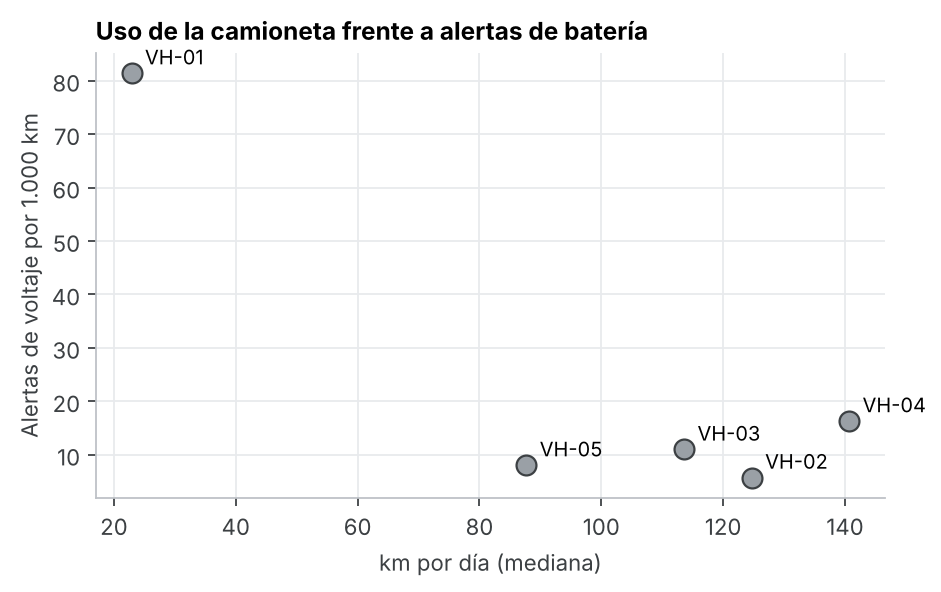 Uso de la camioneta frente a alertas de batería
VH-01
80
70
60
50
40
30
20
10
Alertas de voltaje por 1.000 km
VH-04
VH-03
VH-05
VH-02
20 40 60 80 100 120 140
km por día (mediana)